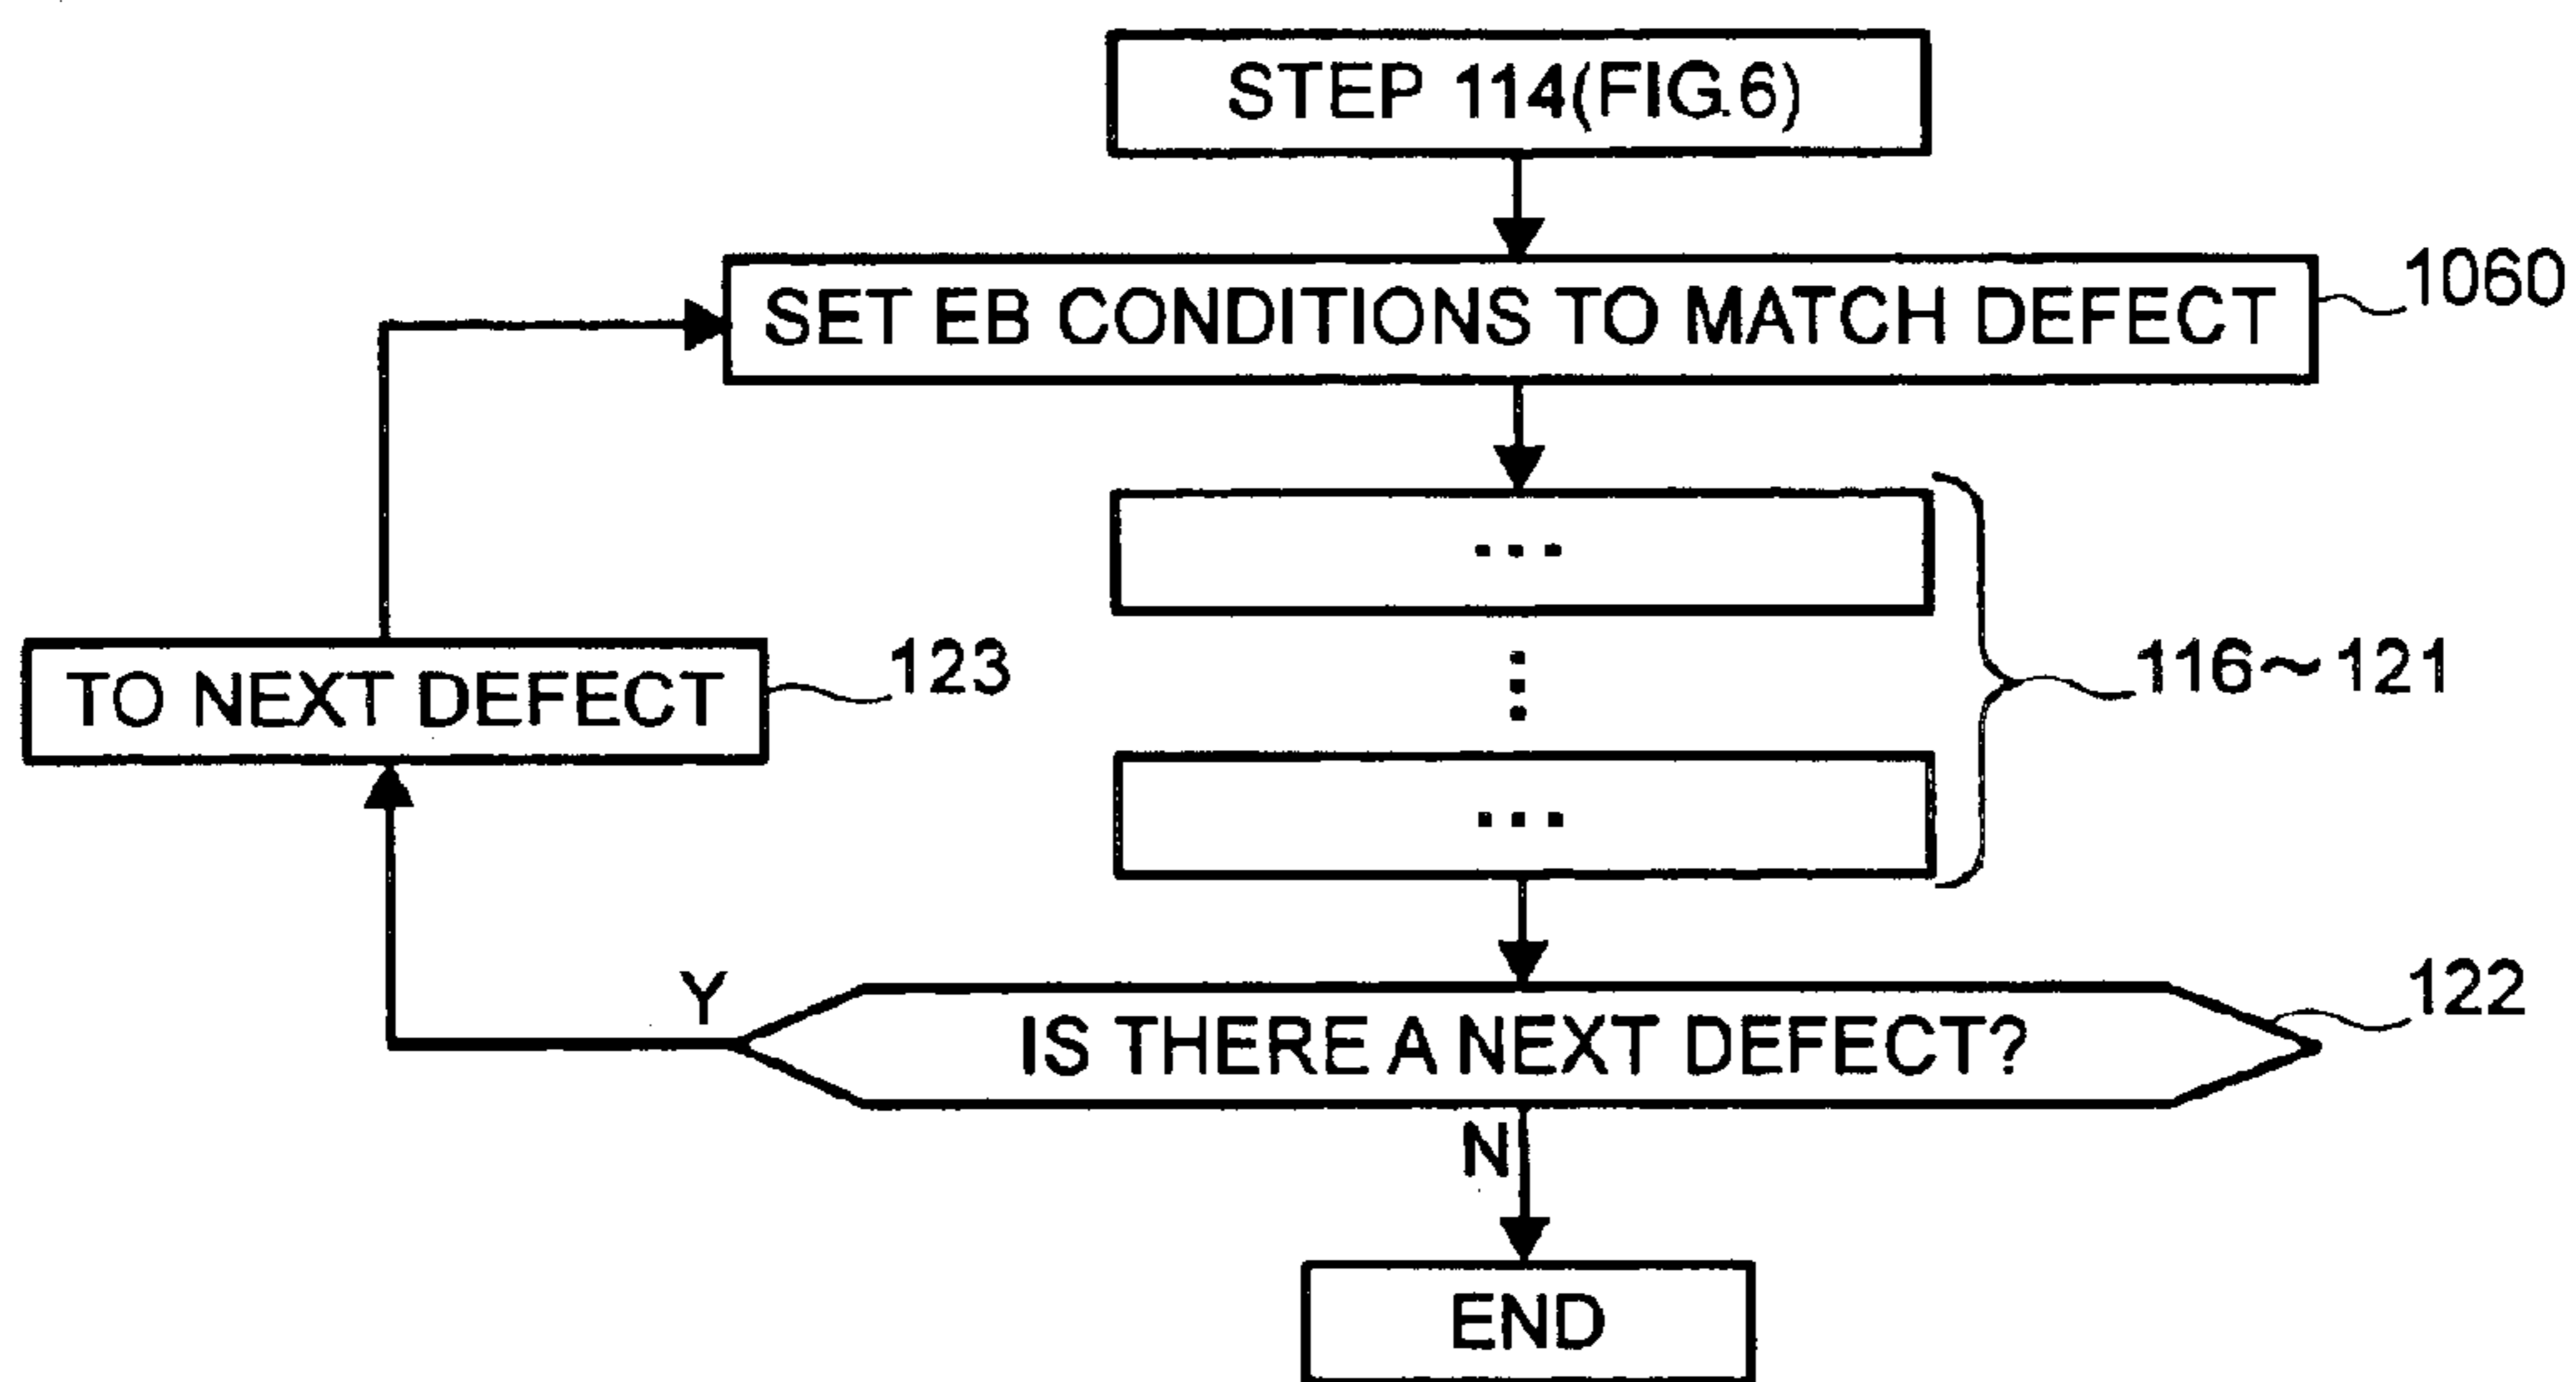 STEP 114(FIG.6)
SET EB CONDITIONS TO MATCH DEFECT
1060
...
TO NEXT DEFECT
123
116~121
...
Y
IS THERE A NEXT DEFECT?
122
N
END